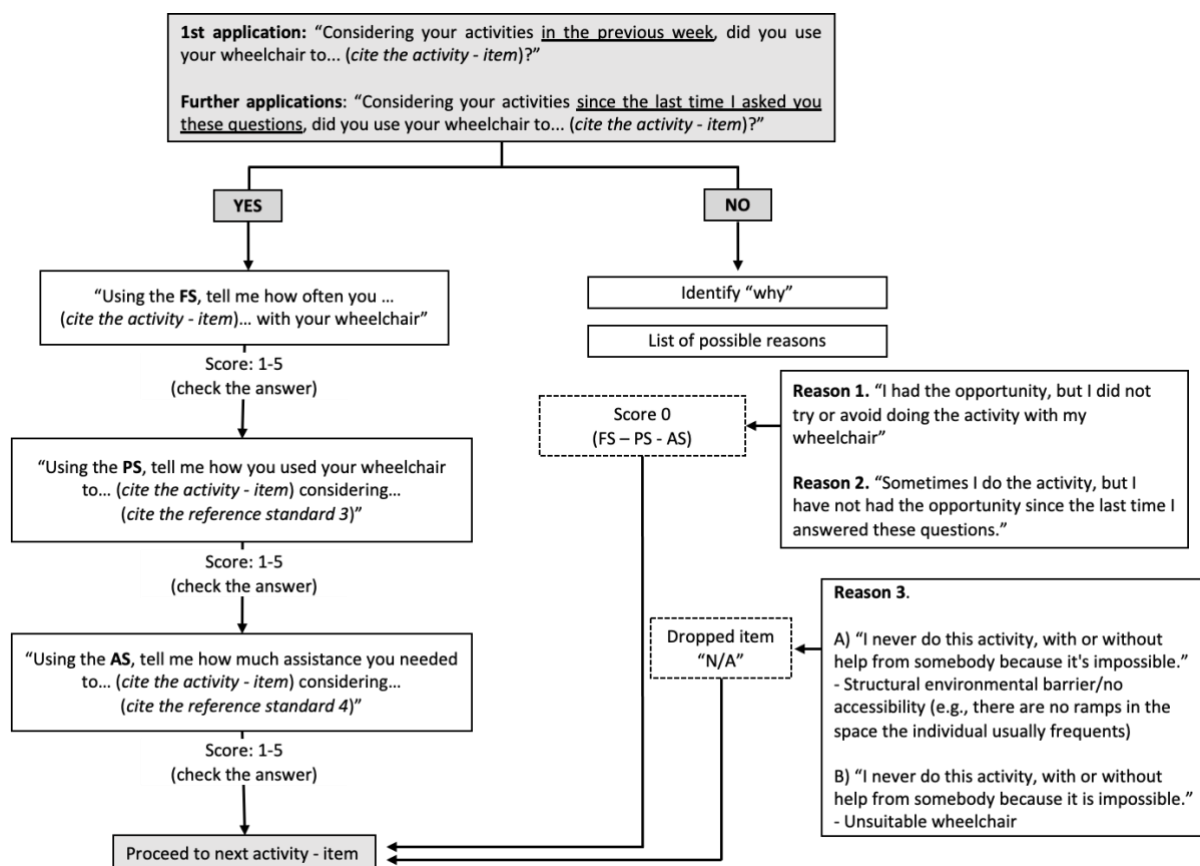 1st application: “Considering your activities in the previous week, did you use
your wheelchair to... (cite the activity - item)?”
Further applications: “Considering your activities since the last time I asked you
these questions, did you use your wheelchair to... (cite the activity - item)?”
YES
NO
“Using the FS, tell me how often you ...
(cite the activity - item)... with your wheelchair”
Score: 1-5
(check the answer)
“Using the PS, tell me how you used your wheelchair
to... (cite the activity - item) considering...
(cite the reference standard 3)”
Score: 1-5
(check the answer)
“Using the AS, tell me how much assistance you needed
to... (cite the activity - item) considering...
(cite the reference standard 4)”
Score: 1-5
(check the answer)
Proceed to next activity - item
Identify “why”
List of possible reasons
Score 0
(FS – PS - AS)
Reason 1. “I had the opportunity, but I did not
try or avoid doing the activity with my
wheelchair”
Reason 2. “Sometimes I do the activity, but I
have not had the opportunity since the last time I
answered these questions.”
Dropped item
“N/A”
Reason 3.
A) “I never do this activity, with or without
help from somebody because it's impossible.”
- Structural environmental barrier/no
accessibility (e.g., there are no ramps in the
space the individual usually frequents)
B) “I never do this activity, with or without
help from somebody because it is impossible.”
- Unsuitable wheelchair